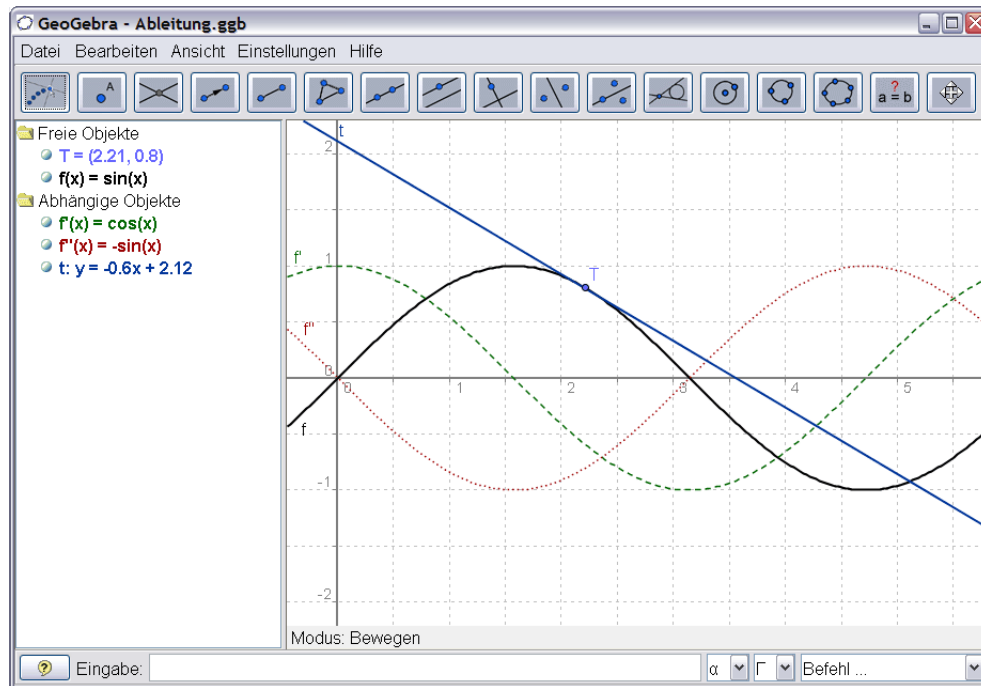 GeoGebra - Ableitung.ggb
Datei Bearbeiten Ansicht Einstellungen Hilfe
A
?
a = b
Freie Objekte
T = (2.21, 0.8)
f(x) = sin(x)
Abhängige Objekte
f'(x) = cos(x)
f''(x) = -sin(x)
t: y = -0.6x + 2.12
t
2
f'
1
T
f''
0
0 1 2 3 4 5
f
-1
-2
Modus: Bewegen
? Eingabe: α Γ Befehl ...